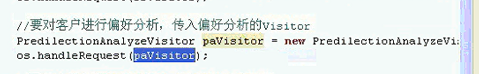 //要对客户进行偏好分析，传入偏好分析的Visitor
PredilectionAnalyzeVisitor paVisitor = new PredilectionAnalyzeVi
os.handleRequest(paVisitor);